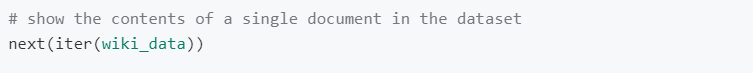 # show the contents of a single document in the dataset
next(iter(wiki_data))